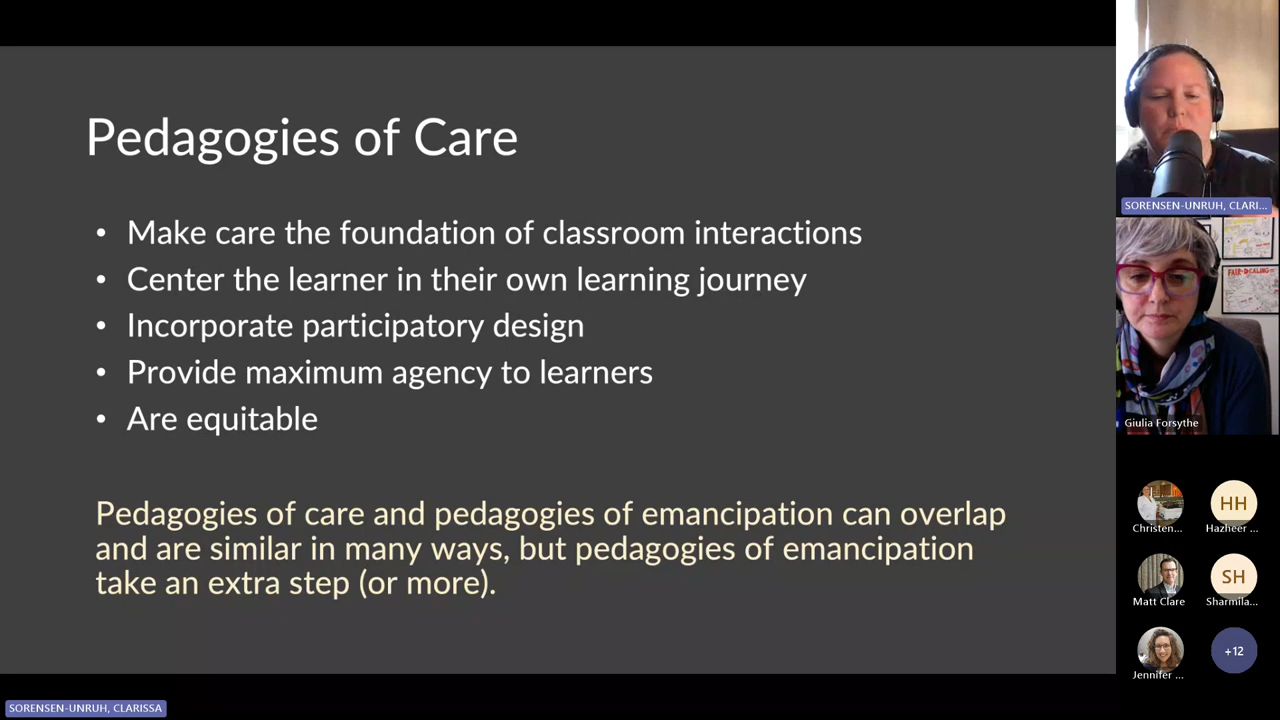 Pedagogies of Care
• Make care the foundation of classroom interactions
• Center the learner in their own learning journey
• Incorporate participatory design
• Provide maximum agency to learners
• Are equitable
Pedagogies of care and pedagogies of emancipation can overlap
and are similar in many ways, but pedagogies of emancipation
take an extra step (or more).
SORENSEN-UNRUH, CLARI...
FAIR-DEALING
Giulia Forsythe
HH
Christen...
Hazheer ...
SH
Matt Clare
Sharmila...
Jennifer ...
+12
SORENSEN-UNRUH, CLARISSA